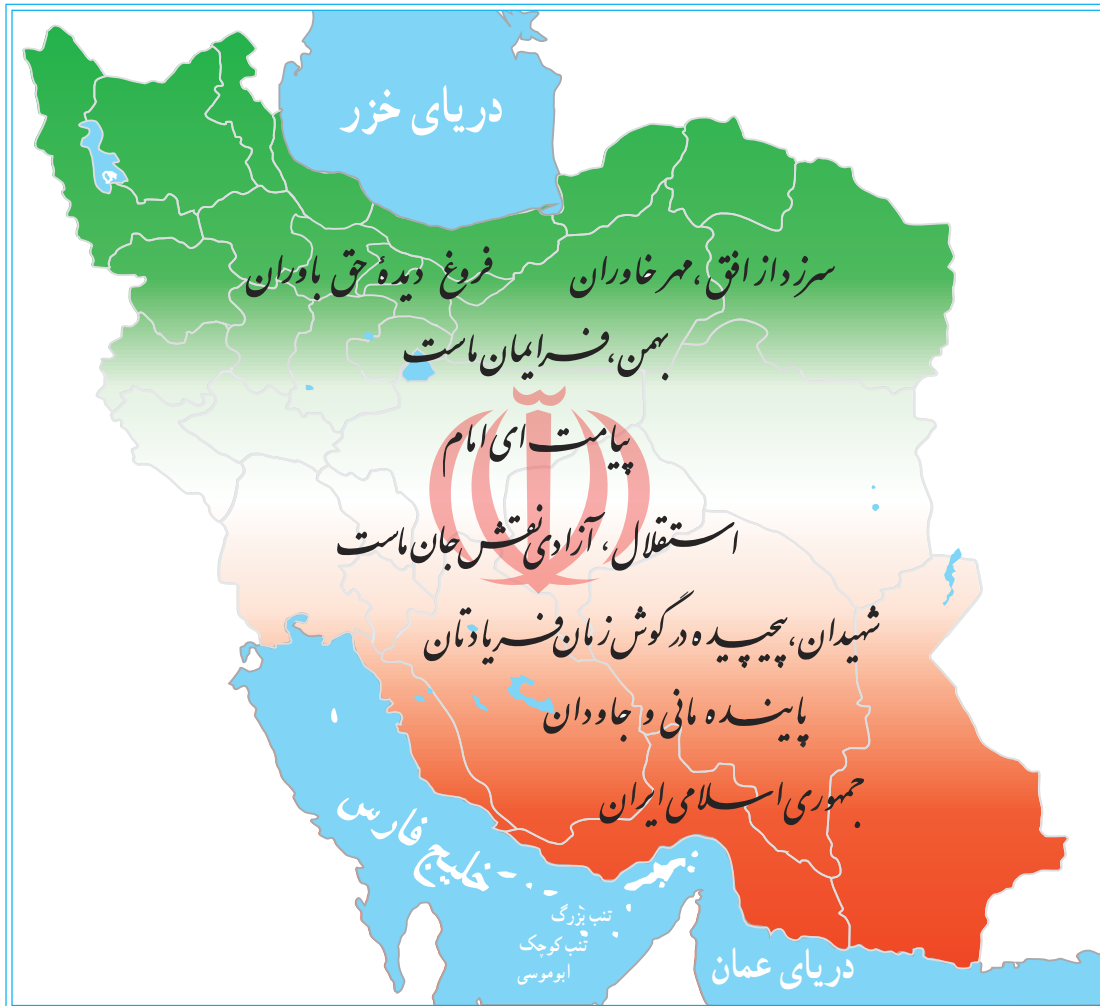 دریای خزر
سر زد از افق، مهر خاوران    فروغ دیدهٔ حق باوران
بهمن، فر ایمان ماست
پیامت ای امام
استقلال، آزادی نقش جان ماست
شهیدان، پیچیده در گوش زمان فریادتان
پاینده مانی و جاودان
جمهوری اسلامی ایران
خلیج فارس
تنب بزرگ
تنب کوچک
ابوموسی
دریای عمان